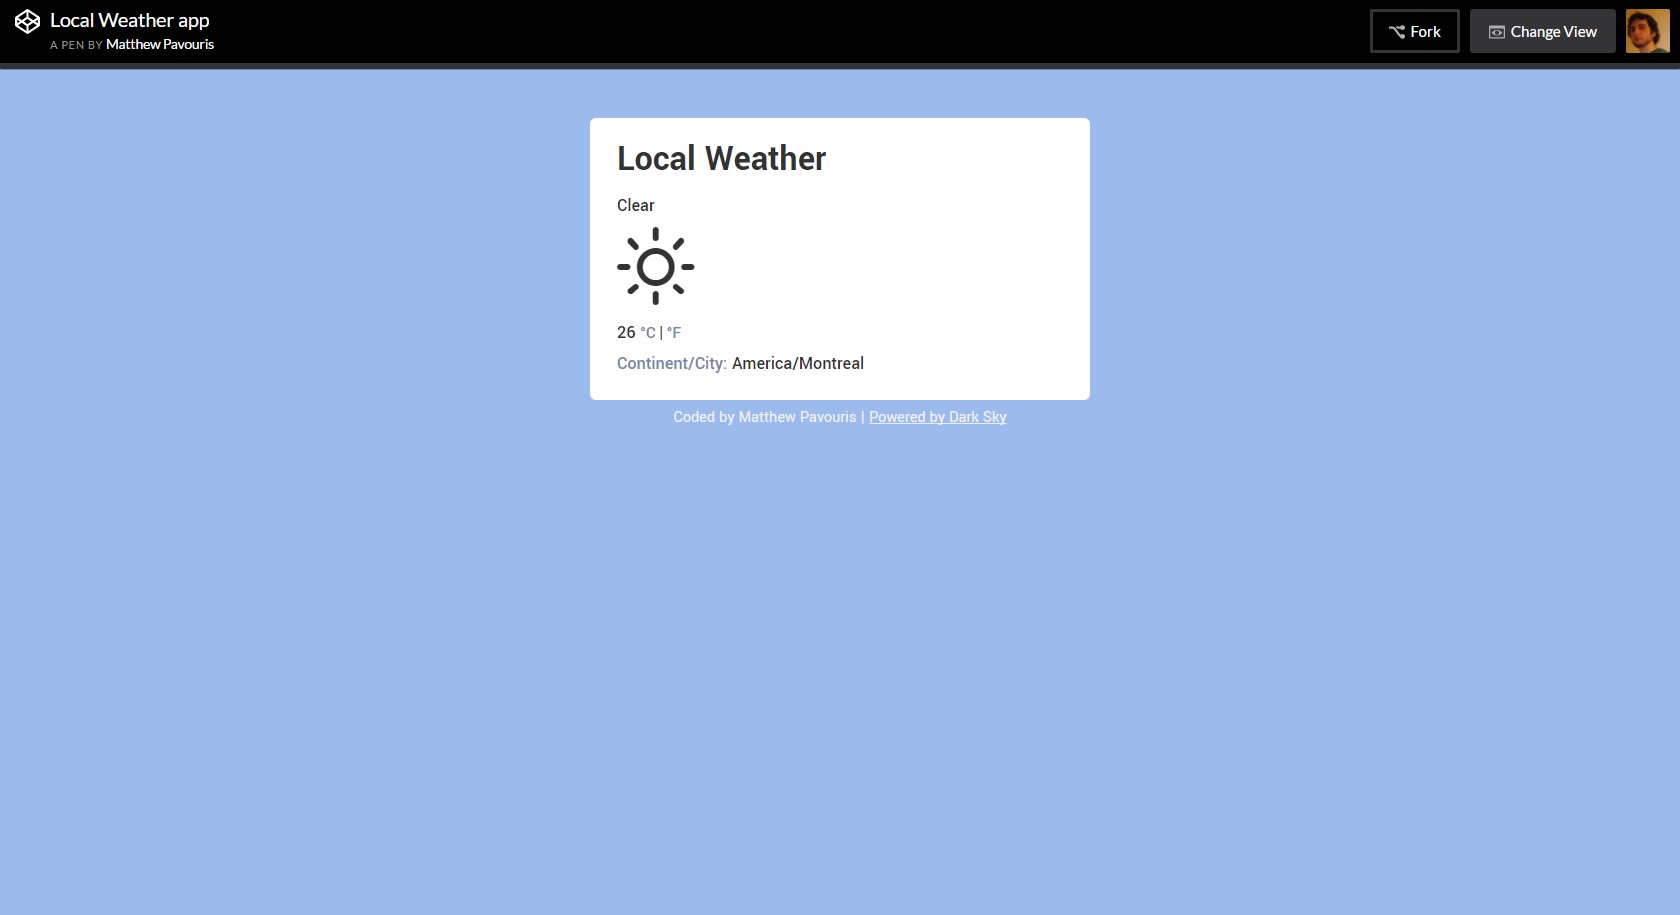 Local Weather app
A PEN BY Matthew Pavouris
Fork
Change View
Local Weather
Clear
26 °C | °F
Continent/City: America/Montreal
Coded by Matthew Pavouris | Powered by Dark Sky